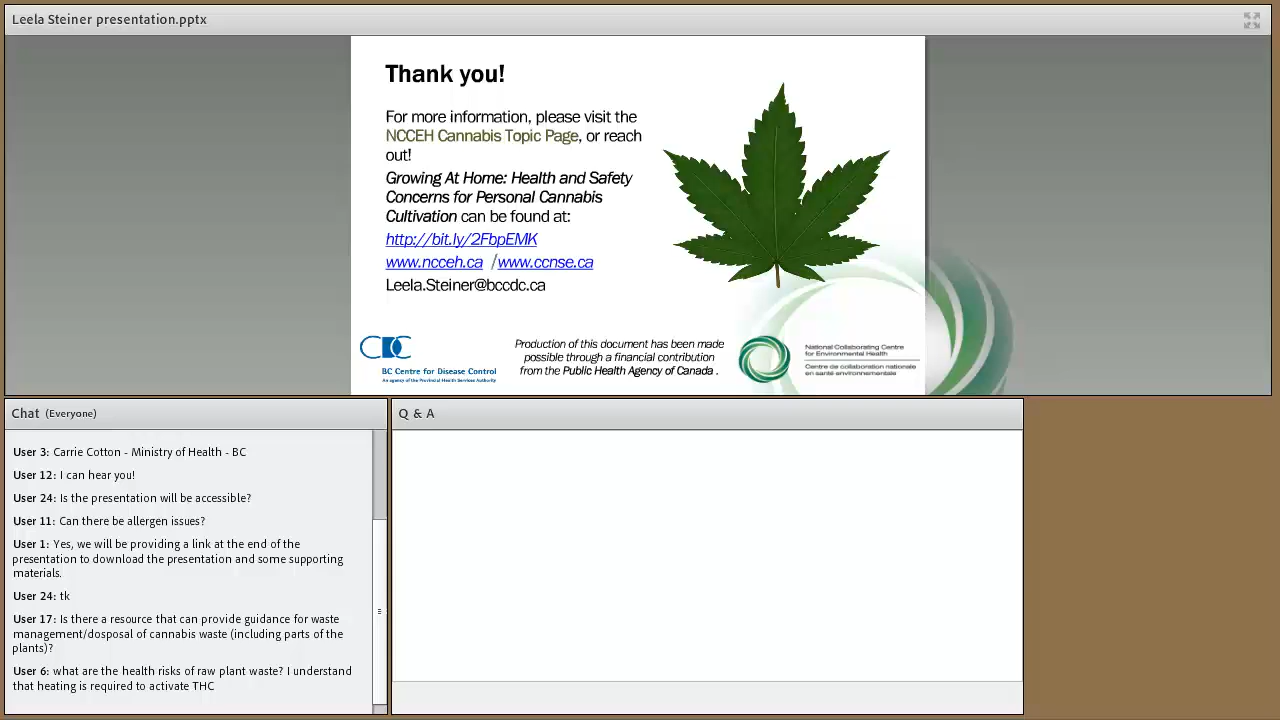 Leela Steiner presentation.pptx
Thank you!
For more information, please visit the
NCCEH Cannabis Topic Page, or reach
out!
Growing At Home: Health and Safety
Concerns for Personal Cannabis
Cultivation can be found at:
http://bit.ly/2FbpEMK
www.ncceh.ca /www.ccnse.ca
Leela.Steiner@bccdc.ca
CDC
BC Centre for Disease Control
An agency of the Provincial Health Services Authority
Production of this document has been made
possible through a financial contribution
from the Public Health Agency of Canada .
National Collaborating Centre
for Environmental Health
Centre de collaboration nationale
en santé environnementale
Chat (Everyone)
User 3: Carrie Cotton - Ministry of Health - BC
User 12: I can hear you!
User 24: Is the presentation will be accessible?
User 11: Can there be allergen issues?
User 1: Yes, we will be providing a link at the end of the
presentation to download the presentation and some supporting
materials.
User 24: tk
User 17: Is there a resource that can provide guidance for waste
management/dosposal of cannabis waste (including parts of the
plants)?
User 6: what are the health risks of raw plant waste? I understand
that heating is required to activate THC
Q & A